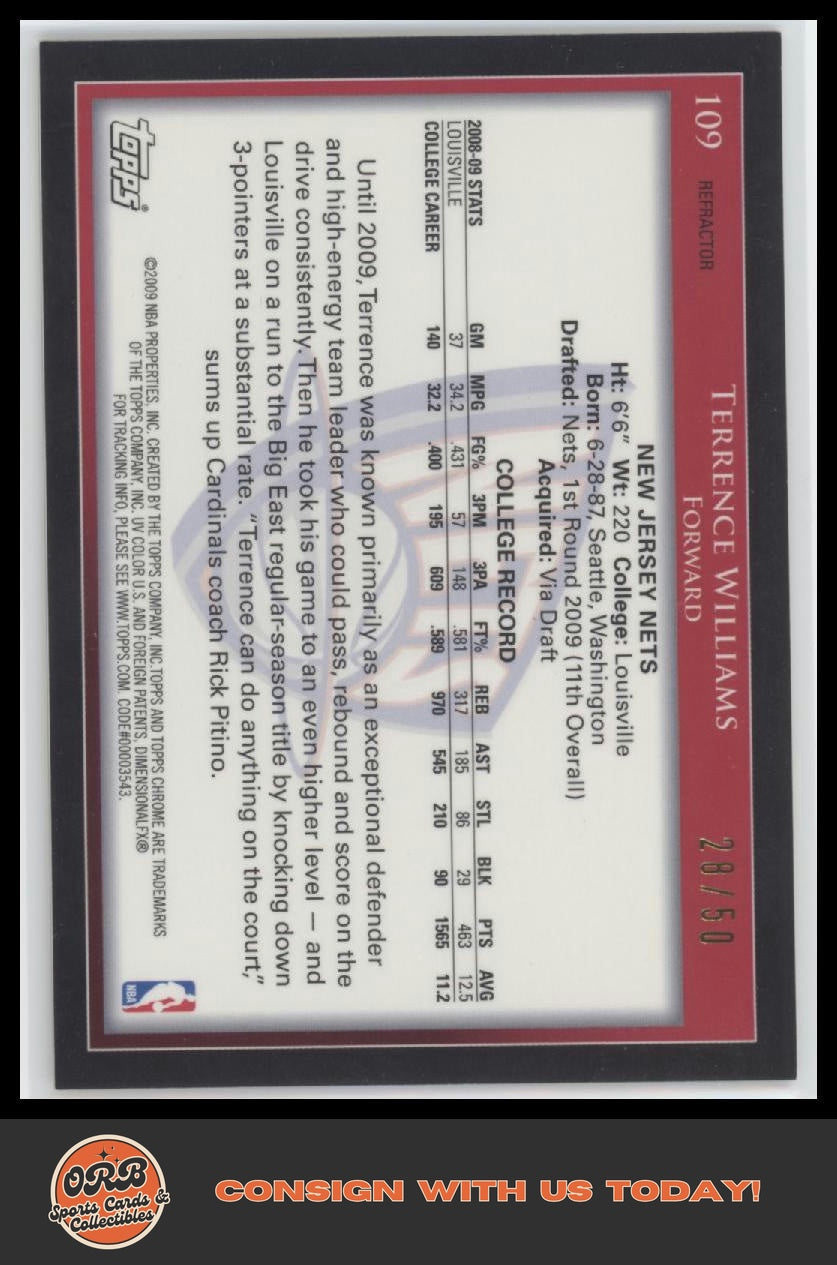 109 REFRACTOR TERRENCE WILLIAMS 28/50
FORWARD
NEW JERSEY NETS
Ht: 6'6" Wt: 220 College: Louisville
Born: 6-28-87, Seattle, Washington
Drafted: Nets, 1st Round 2009 (11th Overall)
Acquired: Via Draft
COLLEGE RECORD
2008-09 STATS GM MPG FG% 3PM 3PA FT% REB AST STL BLK PTS AVG
LOUISVILLE 37 34.2 .431 57 148 .581 317 185 86 29 463 12.5
COLLEGE CAREER 140 32.2 .400 195 609 .589 970 545 210 90 1565 11.2
Until 2009, Terrence was known primarily as an exceptional defender
and high-energy team leader who could pass, rebound and score on the
drive consistently. Then he took his game to an even higher level — and
Louisville on a run to the Big East regular-season title by knocking down
3-pointers at a substantial rate. "Terrence can do anything on the court,"
sums up Cardinals coach Rick Pitino.
©2009 NBA PROPERTIES, INC. CREATED BY THE TOPPS COMPANY, INC. TOPPS AND TOPPS CHROME ARE TRADEMARKS
OF THE TOPPS COMPANY, INC. UV COLOR U.S. AND FOREIGN PATENTS, DIMENSIONALFX®
FOR TRACKING INFO, PLEASE SEE WWW.TOPPS.COM. CODE#00003543.
TOPPS®
NBA
NETS
ORB
Sports Cards &
Collectibles
CONSIGN WITH US TODAY!